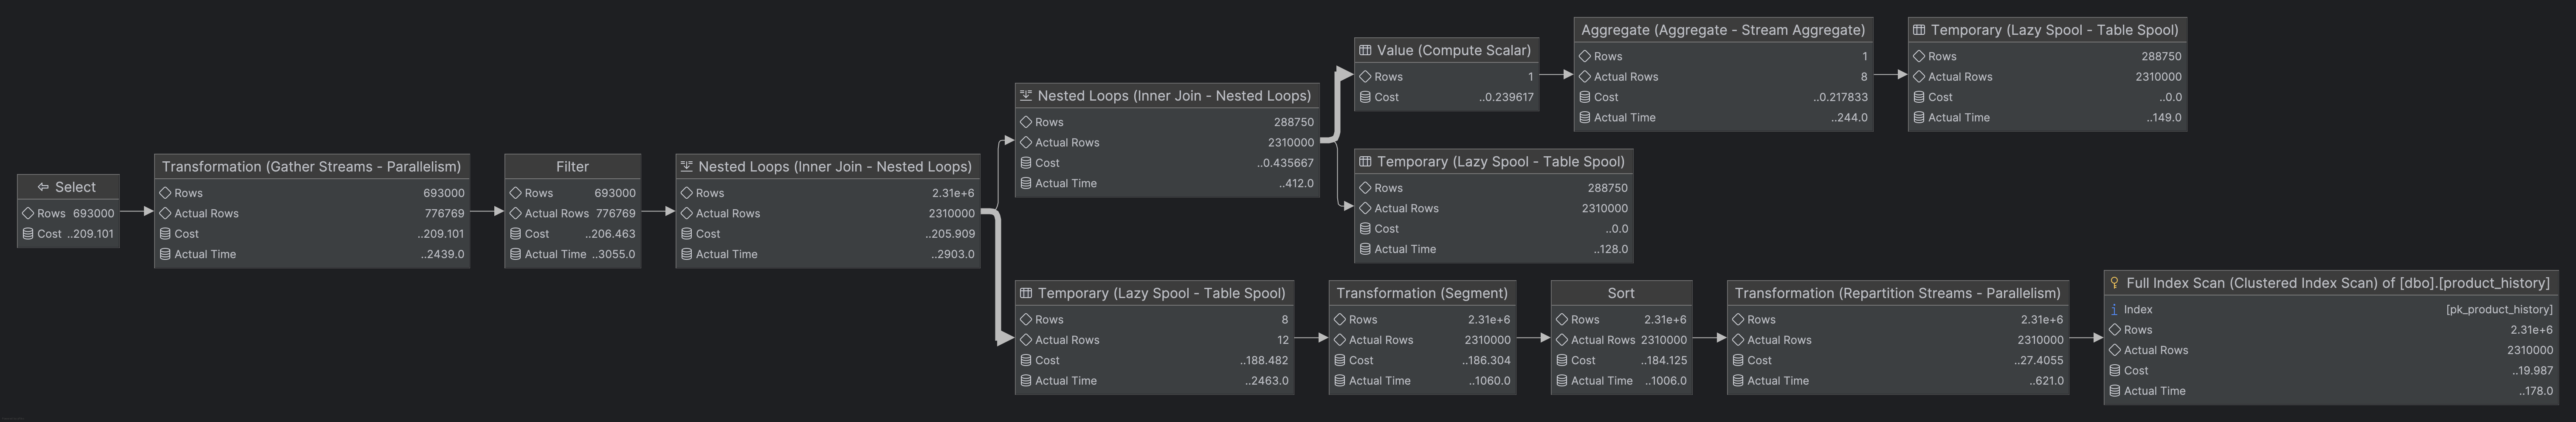 Select
Rows 693000
Cost ..209.101
Transformation (Gather Streams - Parallelism)
Rows 693000
Actual Rows 776769
Cost ..209.101
Actual Time ..2439.0
Filter
Rows 693000
Actual Rows 776769
Cost ..206.463
Actual Time ..3055.0
Nested Loops (Inner Join - Nested Loops)
Rows 2.31e+6
Actual Rows 2310000
Cost ..205.909
Actual Time ..2903.0
Nested Loops (Inner Join - Nested Loops)
Rows 288750
Actual Rows 2310000
Cost ..0.435667
Actual Time ..412.0
Value (Compute Scalar)
Rows 1
Cost ..0.239617
Aggregate (Aggregate - Stream Aggregate)
Rows 1
Actual Rows 8
Cost ..0.217833
Actual Time ..244.0
Temporary (Lazy Spool - Table Spool)
Rows 288750
Actual Rows 2310000
Cost ..0.0
Actual Time ..149.0
Temporary (Lazy Spool - Table Spool)
Rows 288750
Actual Rows 2310000
Cost ..0.0
Actual Time ..128.0
Temporary (Lazy Spool - Table Spool)
Rows 8
Actual Rows 12
Cost ..188.482
Actual Time ..2463.0
Transformation (Segment)
Rows 2.31e+6
Actual Rows 2310000
Cost ..186.304
Actual Time ..1060.0
Sort
Rows 2.31e+6
Actual Rows 2310000
Cost ..184.125
Actual Time ..1006.0
Transformation (Repartition Streams - Parallelism)
Rows 2.31e+6
Actual Rows 2310000
Cost ..27.4055
Actual Time ..621.0
Full Index Scan (Clustered Index Scan) of [dbo].[product_history]
Index [pk_product_history]
Rows 2.31e+6
Actual Rows 2310000
Cost ..19.987
Actual Time ..178.0